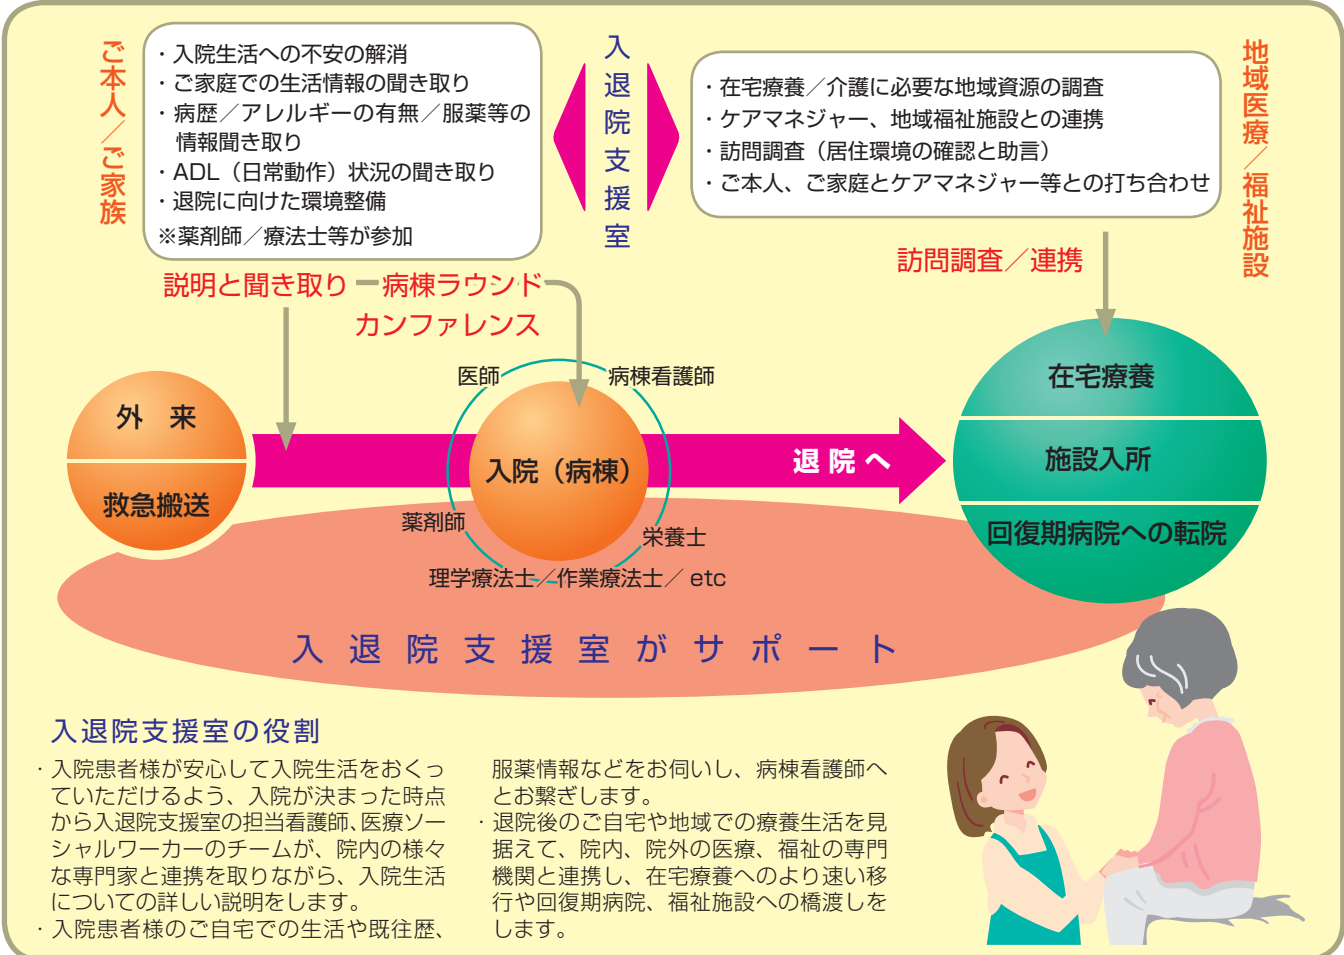 ご本人／ご家族
・入院生活への不安の解消
・ご家庭での生活情報の聞き取り
・病歴／アレルギーの有無／服薬等の
情報聞き取り
・ADL（日常動作）状況の聞き取り
・退院に向けた環境整備
※薬剤師／療法士等が参加
入退院支援室
・在宅療養／介護に必要な地域資源の調査
・ケアマネジャー、地域福祉施設との連携
・訪問調査（居住環境の確認と助言）
・ご本人、ご家庭とケアマネジャー等との打ち合わせ
地域医療／福祉施設
説明と聞き取り
病棟ラウンド
カンファレンス
訪問調査／連携
外　来
救急搬送
医師
病棟看護師
入院（病棟）
薬剤師
栄養士
理学療法士／作業療法士／ etc
退院へ
在宅療養
施設入所
回復期病院への転院
入退院支援室がサポート
入退院支援室の役割
・入院患者様が安心して入院生活をおくっ
ていただけるよう、入院が決まった時点
から入退院支援室の担当看護師、医療ソー
シャルワーカーのチームが、院内の様々
な専門家と連携を取りながら、入院生活
についての詳しい説明をします。
・入院患者様のご自宅での生活や既往歴、
服薬情報などをお伺いし、病棟看護師へ
とお繋ぎします。
・退院後のご自宅や地域での療養生活を見
据えて、院内、院外の医療、福祉の専門
機関と連携し、在宅療養へのより速い移
行や回復期病院、福祉施設への橋渡しを
します。